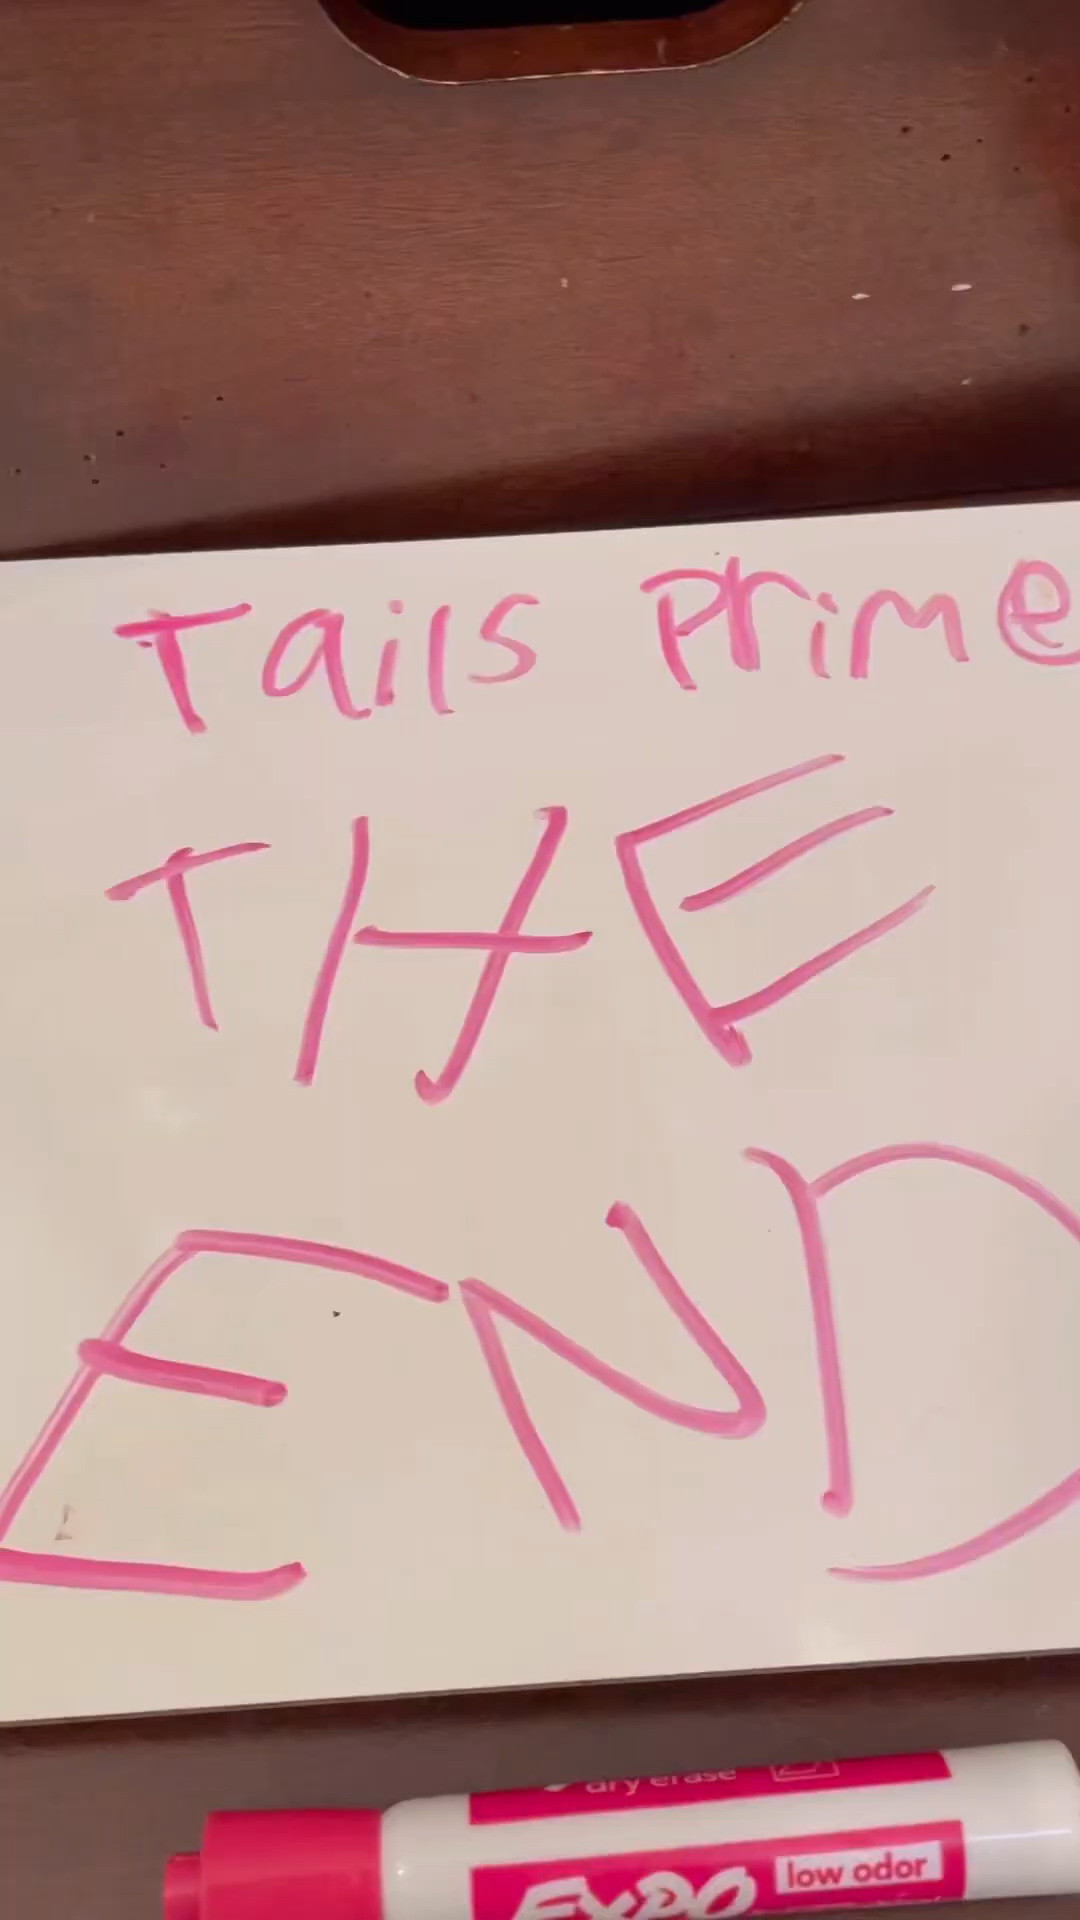 Tails Prime
THE
END
dry erase
EXPO
low odor